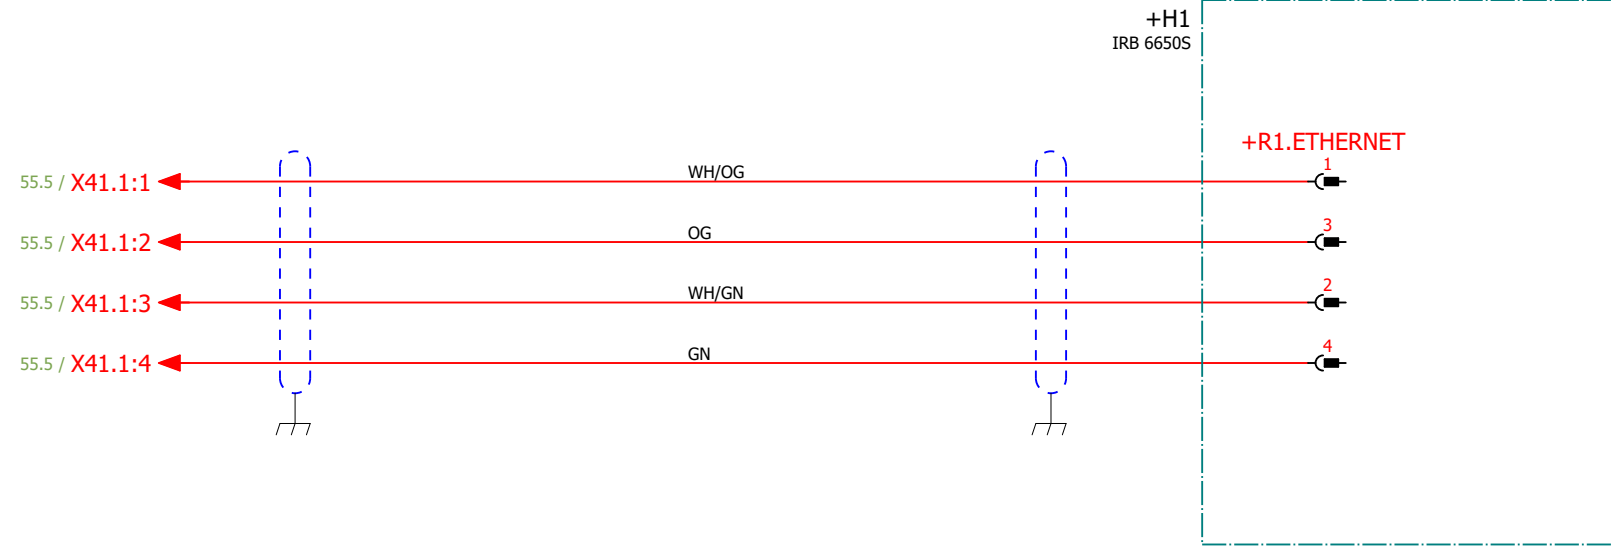 +H1
IRB 6650S
+R1.ETHERNET
55.5 / X41.1:1 WH/OG 1
55.5 / X41.1:2 OG 3
55.5 / X41.1:3 WH/GN 2
55.5 / X41.1:4 GN 4